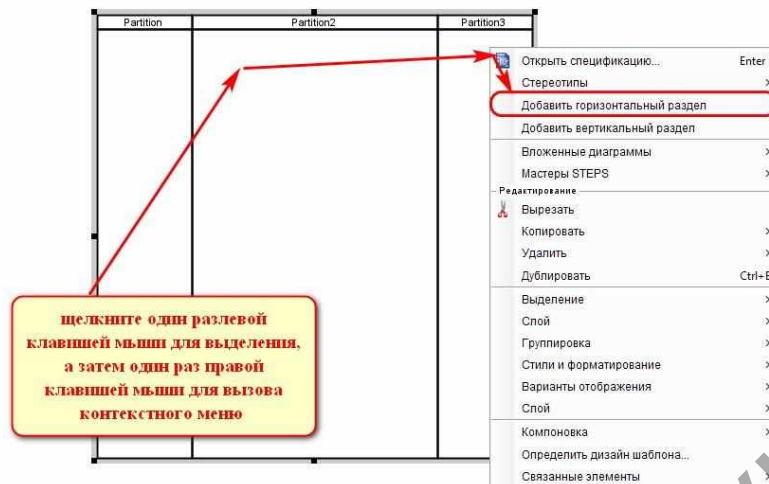 Partition
Partition2
Partition3
щелкните один разлевой
клавишей мыши для выделения,
а затем один раз правой
клавишей мыши для вызова
контекстного меню
Открыть спецификацию... Enter
Стереотипы
Добавить горизонтальный раздел
Добавить вертикальный раздел
Вложенные диаграммы
Мастеры STEPS
Редактирование
Вырезать
Копировать
Удалить
Дублировать Ctrl+E
Выделение
Слой
Группировка
Стили и форматирование
Варианты отображения
Слой
Компоновка
Определить дизайн шаблона...
Связанные элементы